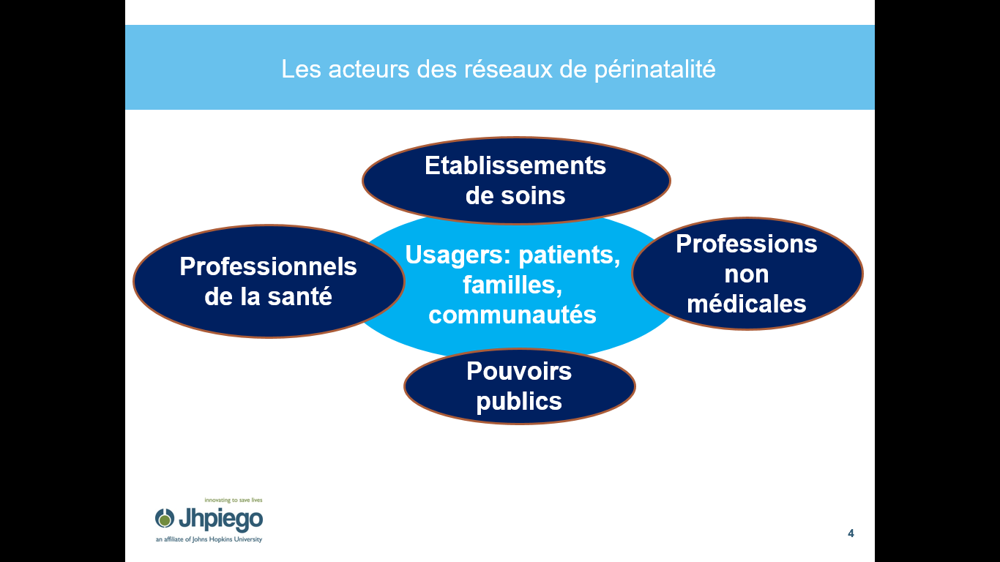 Les acteurs des réseaux de périnatalité
Etablissements
de soins
Professionnels
de la santé
Usagers: patients,
familles,
communautés
Professions
non
médicales
Pouvoirs
publics
innovating to save lives
Jhpiego
an affiliate of Johns Hopkins University
4